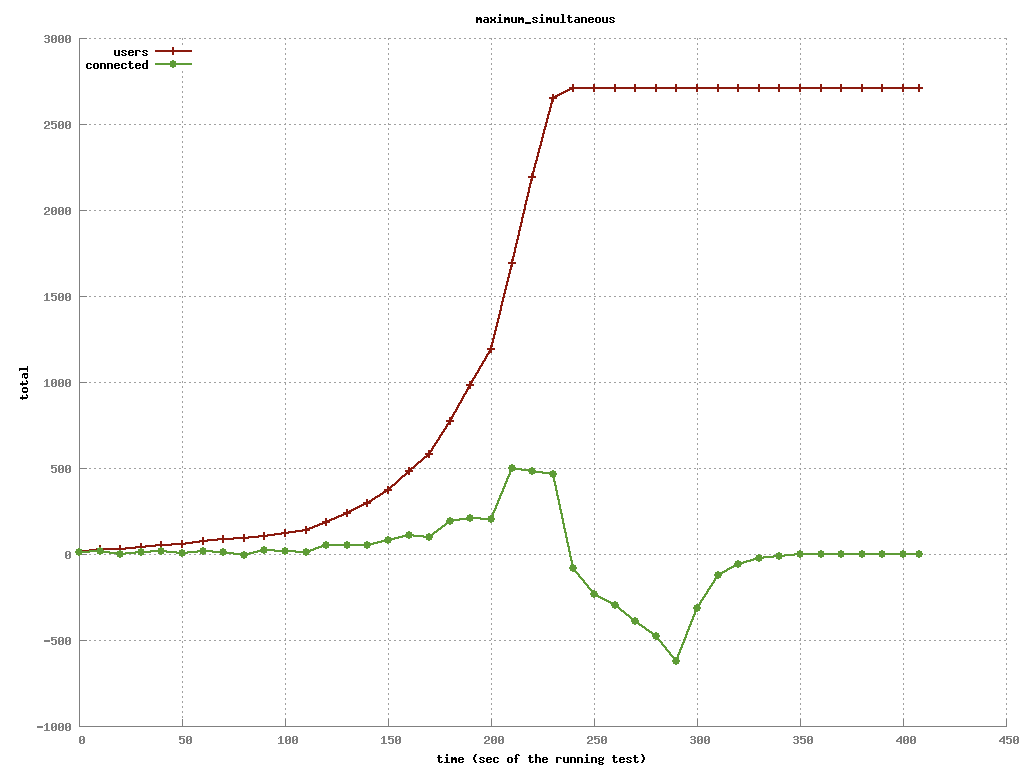 maximum_simultaneous
3000
users
connected
2500
2000
1500
1000
500
0
-500
-1000
total
0 50 100 150 200 250 300 350 400 450
time (sec of the running test)